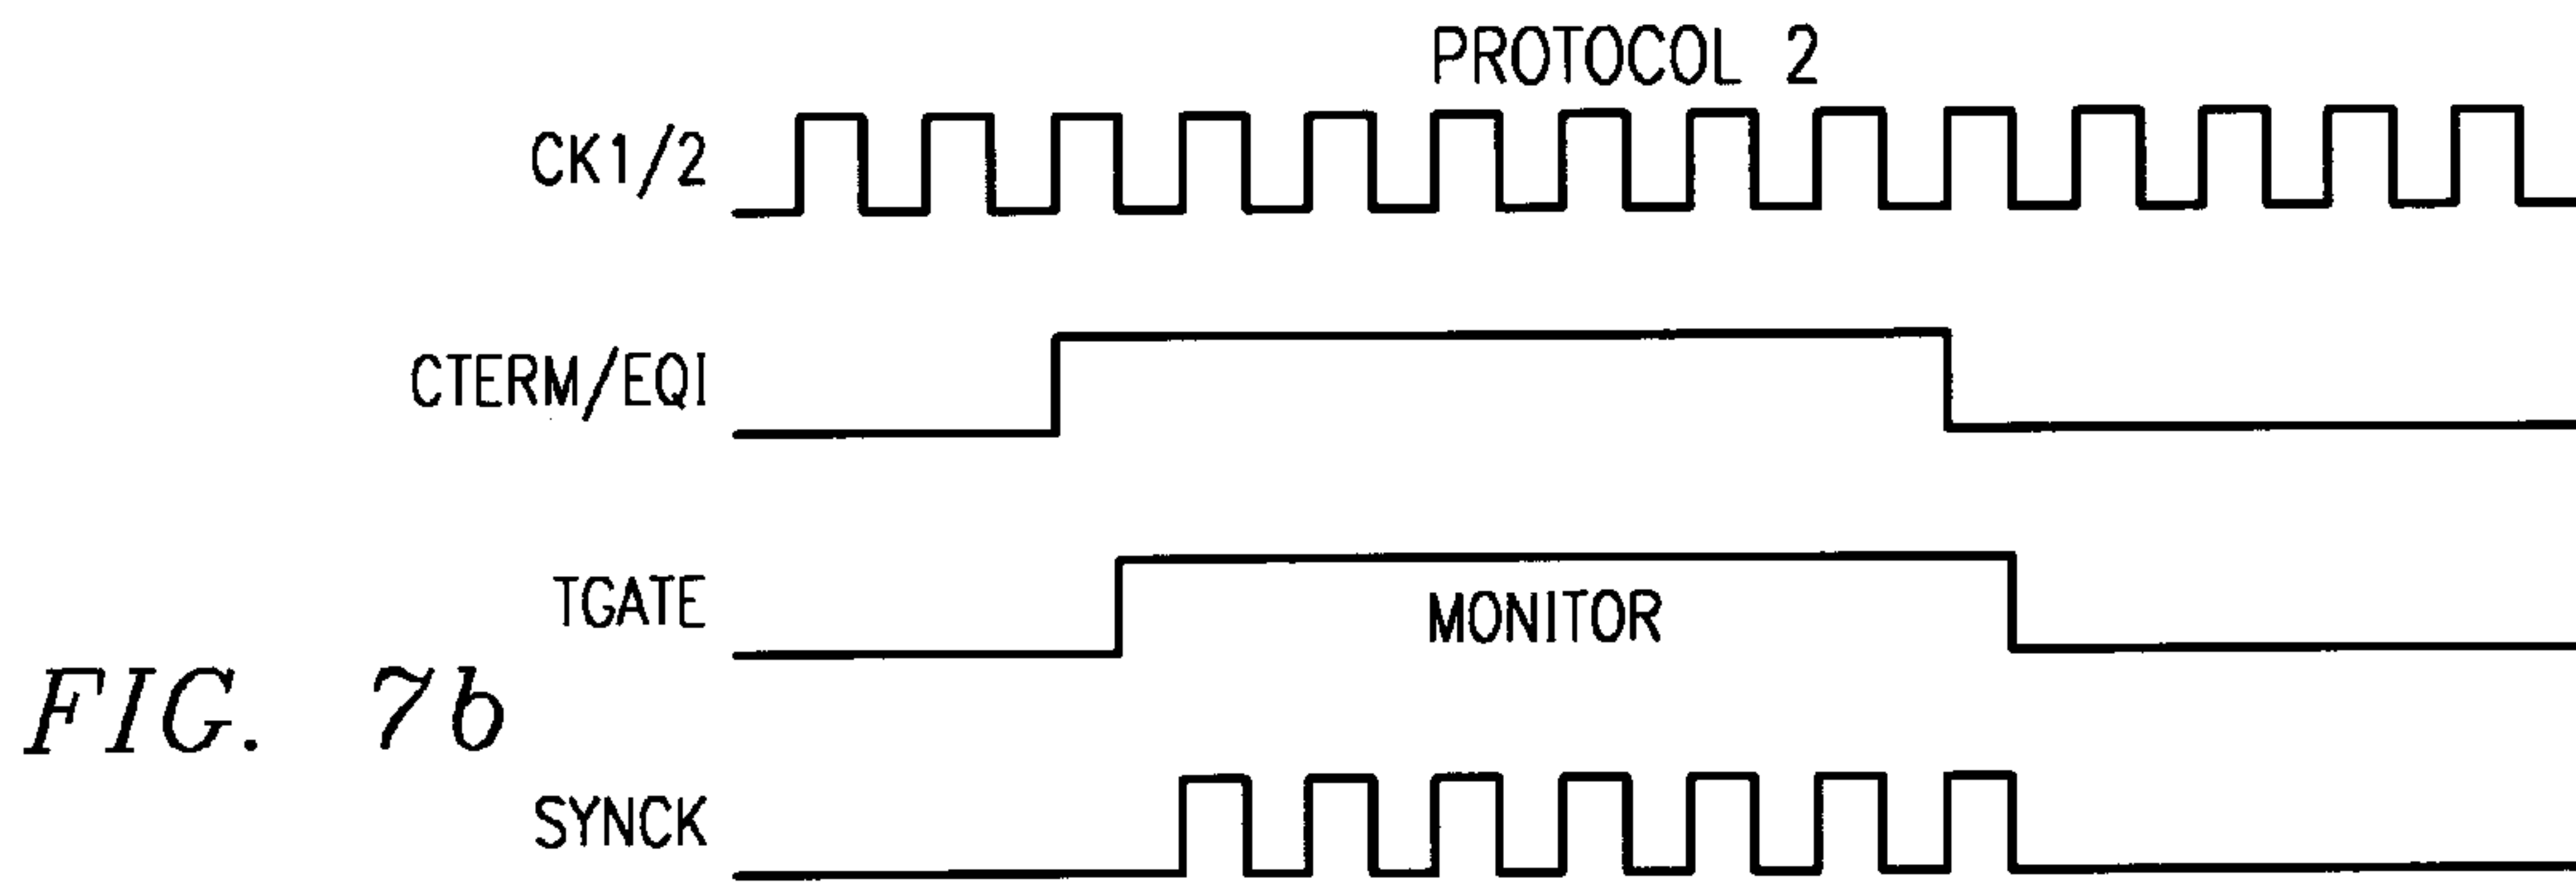 PROTOCOL 2
CK1/2
CTERM/EQI
TGATE
MONITOR
FIG. 7b
SYNCK